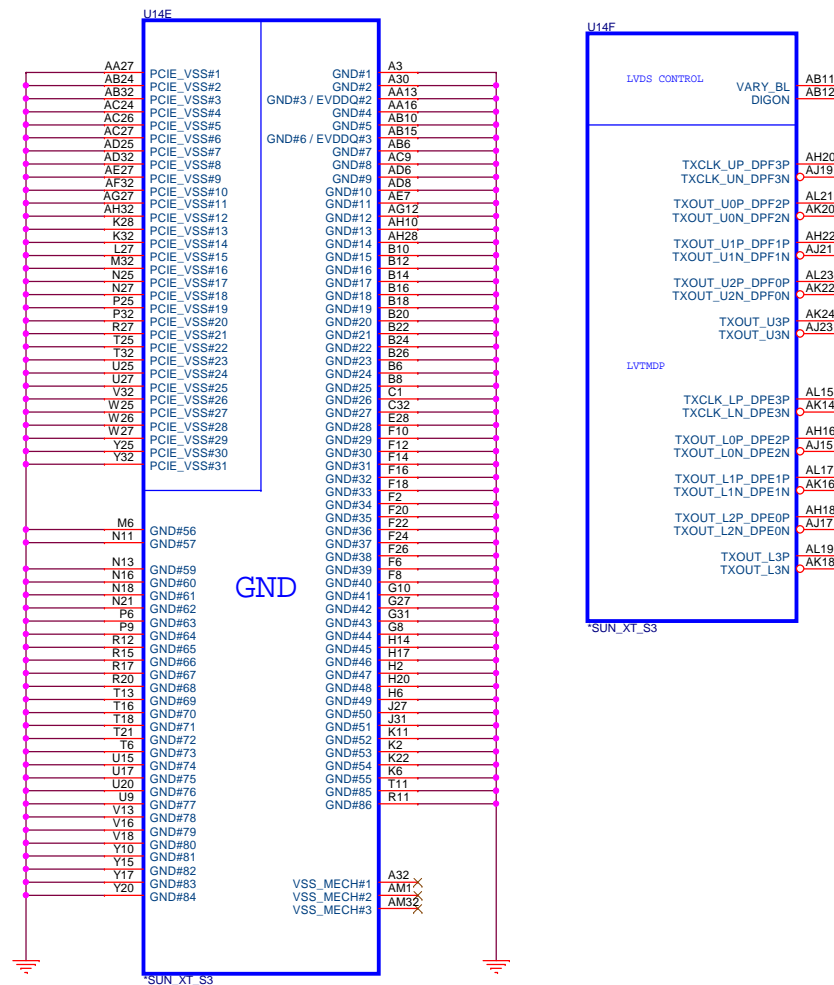 U14E
AA27 PCIE_VSS#1
AB24 PCIE_VSS#2
AB32 PCIE_VSS#3
AC24 PCIE_VSS#4
AC26 PCIE_VSS#5
AC27 PCIE_VSS#6
AD25 PCIE_VSS#7
AD32 PCIE_VSS#8
AE27 PCIE_VSS#9
AF32 PCIE_VSS#10
AG27 PCIE_VSS#11
AH32 PCIE_VSS#12
K28 PCIE_VSS#13
K32 PCIE_VSS#14
L27 PCIE_VSS#15
M32 PCIE_VSS#16
N25 PCIE_VSS#17
N27 PCIE_VSS#18
P25 PCIE_VSS#19
P32 PCIE_VSS#20
R27 PCIE_VSS#21
T25 PCIE_VSS#22
T32 PCIE_VSS#23
U25 PCIE_VSS#24
U27 PCIE_VSS#25
V32 PCIE_VSS#26
W25 PCIE_VSS#27
W26 PCIE_VSS#28
W27 PCIE_VSS#29
Y25 PCIE_VSS#30
Y32 PCIE_VSS#31
M6 GND#56
N11 GND#57
N13 GND#59
N16 GND#60
N18 GND#61
N21 GND#62
P6 GND#63
P9 GND#64
R12 GND#65
R15 GND#66
R17 GND#67
R20 GND#68
T13 GND#69
T16 GND#70
T18 GND#71
T21 GND#72
T6 GND#73
U15 GND#74
U17 GND#75
U20 GND#76
U9 GND#77
V13 GND#78
V16 GND#79
V18 GND#80
Y10 GND#81
Y15 GND#82
Y17 GND#83
Y20 GND#84
GND
GND#1 A3
GND#2 A30
GND#3 / EVDDQ#2 AA13
GND#4 AA16
GND#5 AB10
GND#6 / EVDDQ#3 AB15
GND#7 AB6
GND#8 AC9
GND#9 AD6
GND#10 AD8
GND#11 AE7
GND#12 AG12
GND#13 AH10
GND#14 AH28
GND#15 B10
GND#16 B12
GND#17 B14
GND#18 B16
GND#19 B18
GND#20 B20
GND#21 B22
GND#22 B24
GND#23 B26
GND#24 B6
GND#25 B8
GND#26 C1
GND#27 C32
GND#28 E28
GND#29 F10
GND#30 F12
GND#31 F14
GND#32 F16
GND#33 F18
GND#34 F2
GND#35 F20
GND#36 F22
GND#37 F24
GND#38 F26
GND#39 F6
GND#40 F8
GND#41 G10
GND#42 G27
GND#43 G31
GND#44 G8
GND#45 H14
GND#46 H17
GND#47 H2
GND#48 H20
GND#49 H6
GND#50 J27
GND#51 J31
GND#52 K11
GND#53 K2
GND#54 K22
GND#55 K6
GND#85 T11
GND#86 R11
VSS_MECH#1 A32
VSS_MECH#2 AM1
VSS_MECH#3 AM32
*SUN_XT_S3
U14F
LVDS CONTROL
VARY_BL AB11
DIGON AB12
TXCLK_UP_DPF3P AH20
TXCLK_UN_DPF3N AJ19
TXOUT_U0P_DPF2P AL21
TXOUT_U0N_DPF2N AK20
TXOUT_U1P_DPF1P AH22
TXOUT_U1N_DPF1N AJ21
TXOUT_U2P_DPF0P AL23
TXOUT_U2N_DPF0N AK22
TXOUT_U3P AK24
TXOUT_U3N AJ23
LVTMDP
TXCLK_LP_DPE3P AL15
TXCLK_LN_DPE3N AK14
TXOUT_L0P_DPE2P AH16
TXOUT_L0N_DPE2N AJ15
TXOUT_L1P_DPE1P AL17
TXOUT_L1N_DPE1N AK16
TXOUT_L2P_DPE0P AH18
TXOUT_L2N_DPE0N AJ17
TXOUT_L3P AL19
TXOUT_L3N AK18
*SUN_XT_S3